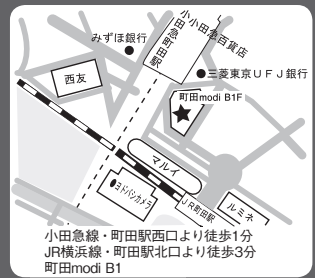 みずほ銀行
小田急町田駅
小田急百貨店
三菱東京UFJ銀行
西友
町田modi B1F
マルイ
ヨドバシカメラ
JR町田駅
ルミネ
小田急線・町田駅西口より徒歩1分
JR横浜線・町田駅北口より徒歩3分
町田modi B1